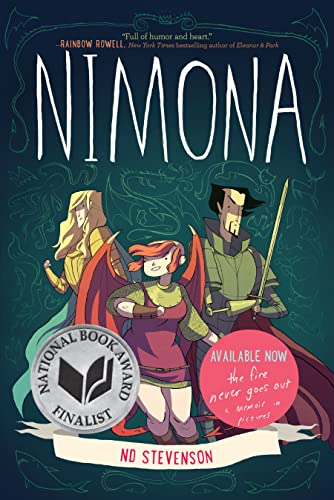 "Full of humor and heart."
—RAINBOW ROWELL, New York Times bestselling author of Eleanor & Park
NIMONA
NATIONAL BOOK AWARD
FINALIST
AVAILABLE NOW
the fire
never goes out
a memoir in
pictures
ND STEVENSON